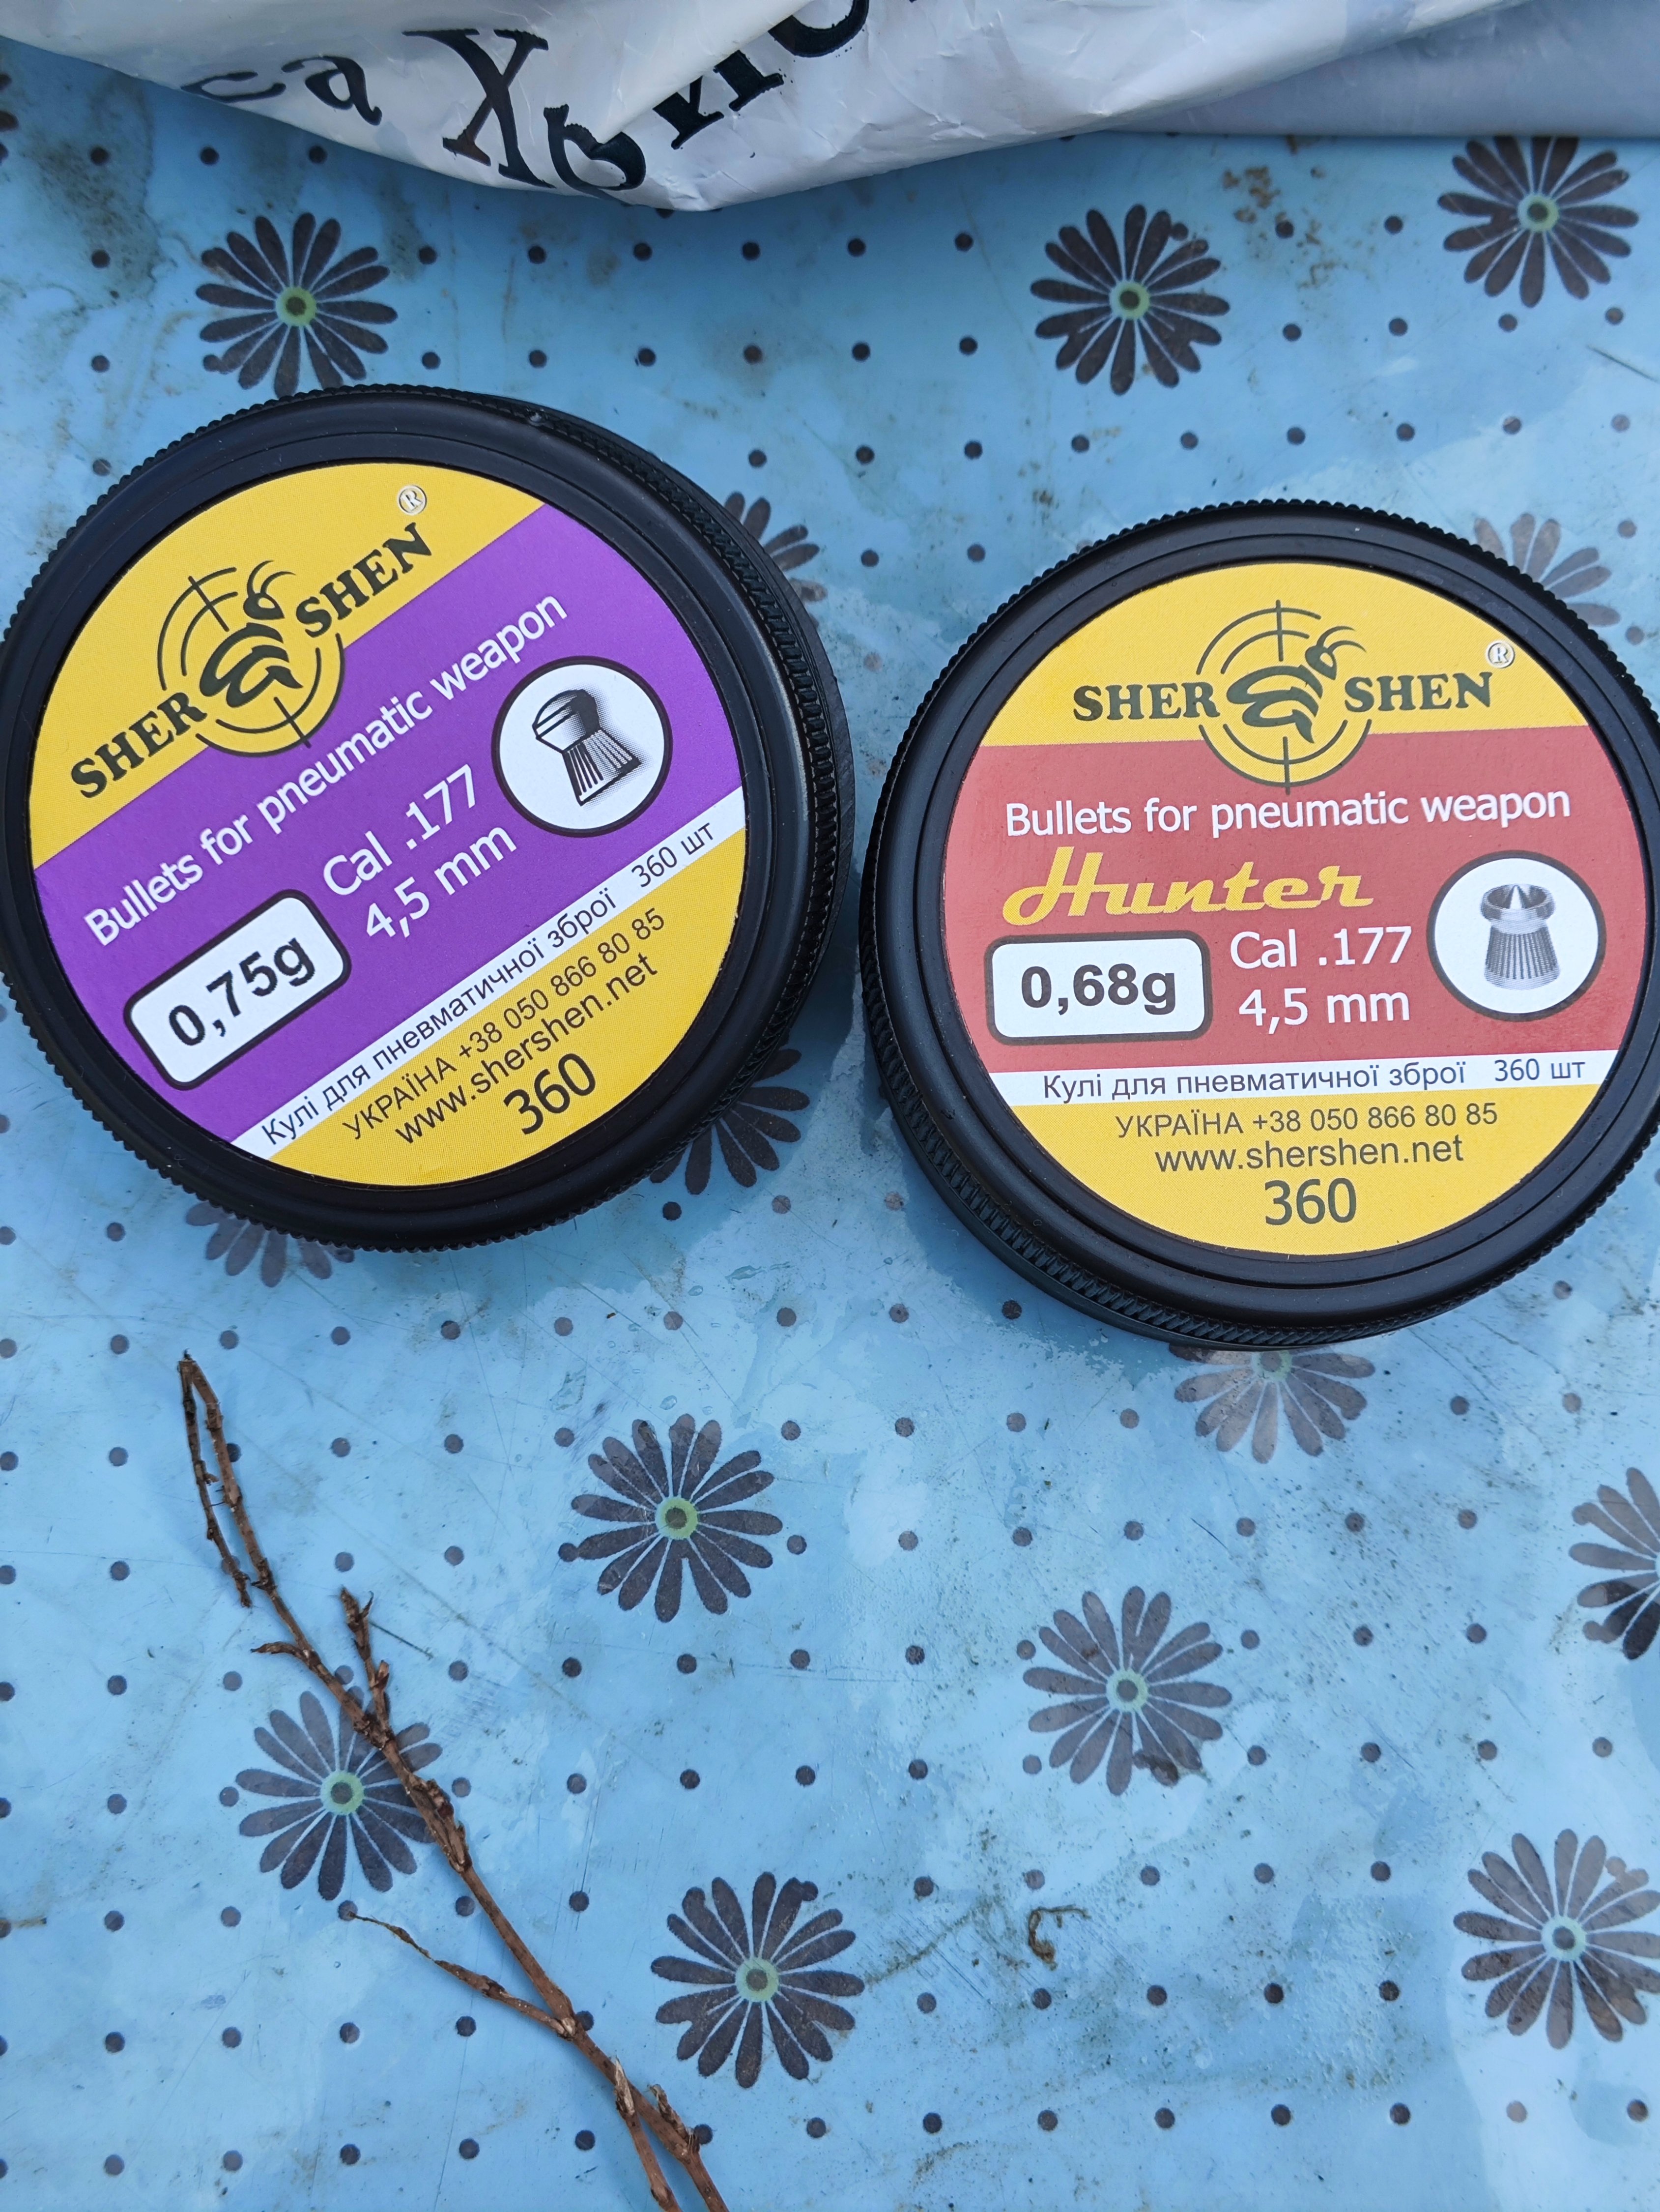 са Хрис
SHER SHEN ®
Bullets for pneumatic weapon
Cal .177
4,5 mm
0,75g
Кулі для пневматичної зброї 360 шт
УКРАЇНА +38 050 866 80 85
www.shershen.net
360
SHER SHEN ®
Bullets for pneumatic weapon
Hunter
0,68g
Cal .177
4,5 mm
Кулі для пневматичної зброї 360 шт
УКРАЇНА +38 050 866 80 85
www.shershen.net
360